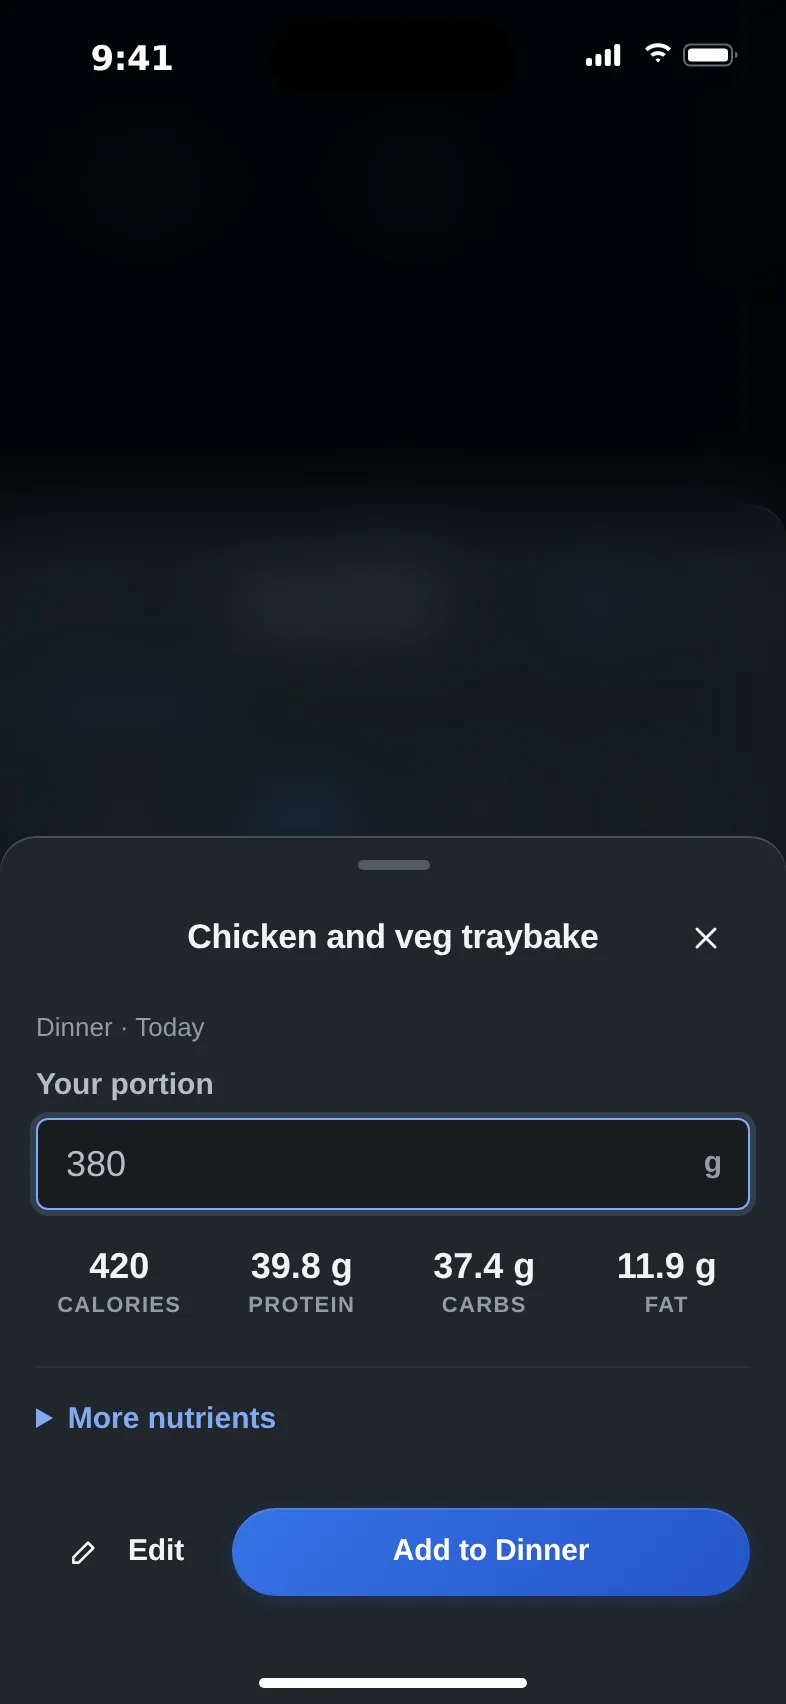 9:41
Chicken and veg traybake
Dinner · Today
Your portion
380 g
420 39.8 g 37.4 g 11.9 g
CALORIES PROTEIN CARBS FAT
More nutrients
Edit Add to Dinner